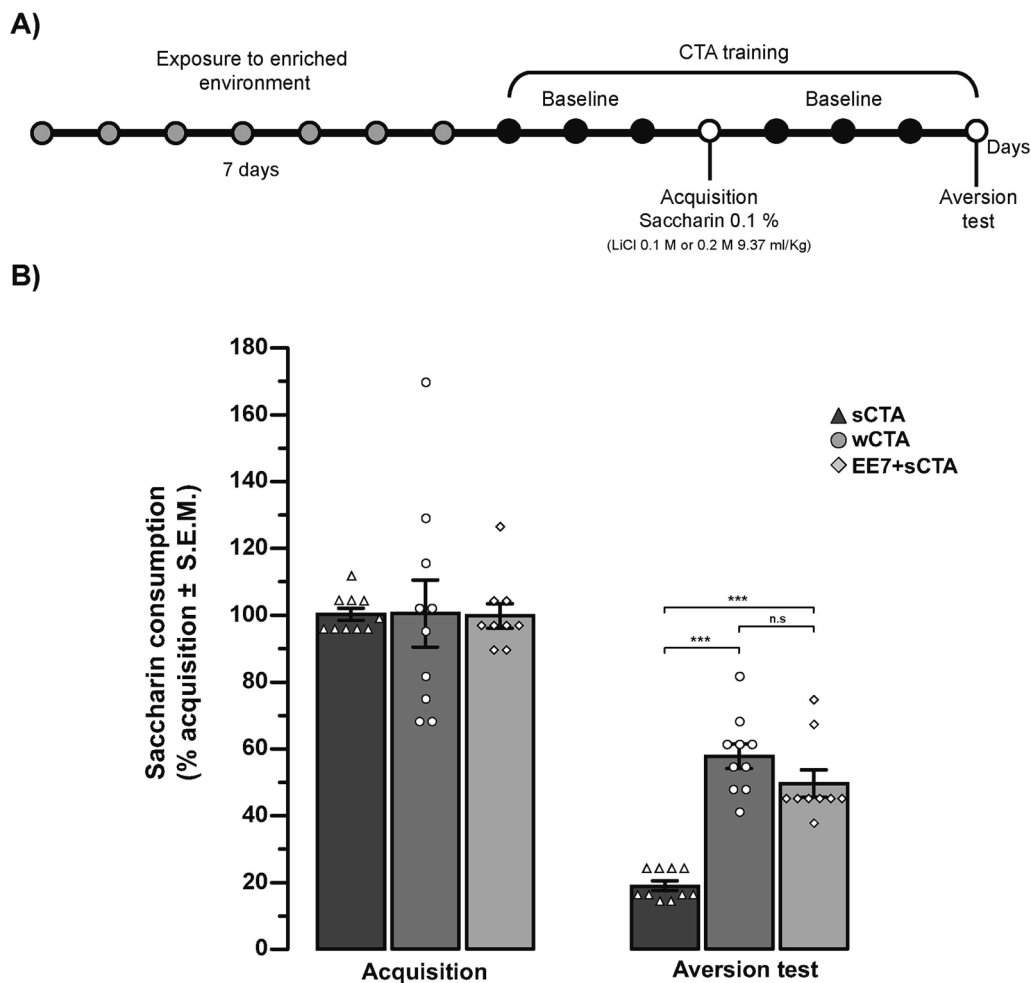 A)
Exposure to enriched
environment
CTA training
Baseline
Baseline
7 days
Days
Acquisition
Saccharin 0.1 %
(LiCl 0.1 M or 0.2 M 9.37 ml/Kg)
Aversion
test
B)
Saccharin consumption
(% acquisition ± S.E.M.)
180
160
140
120
100
80
60
40
20
0
sCTA
wCTA
EE7+sCTA
***
n.s
***
Acquisition
Aversion test